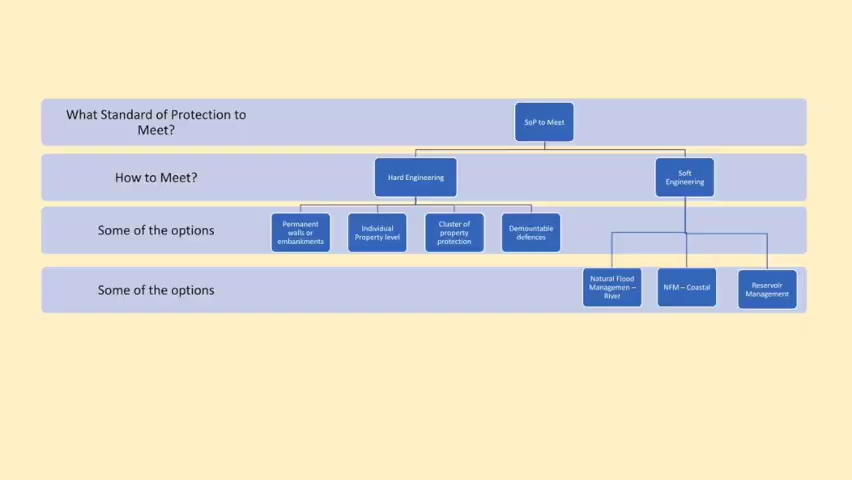 What Standard of Protection to
Meet?
SoP to Meet
How to Meet?
Hard Engineering
Soft
Engineering
Some of the options
Permanent
walls or
embankments
Individual
Property level
Cluster of
property
protection
Demountable
defences
Some of the options
Natural Flood
Managemen –
River
NFM – Coastal
Reservoir
Management